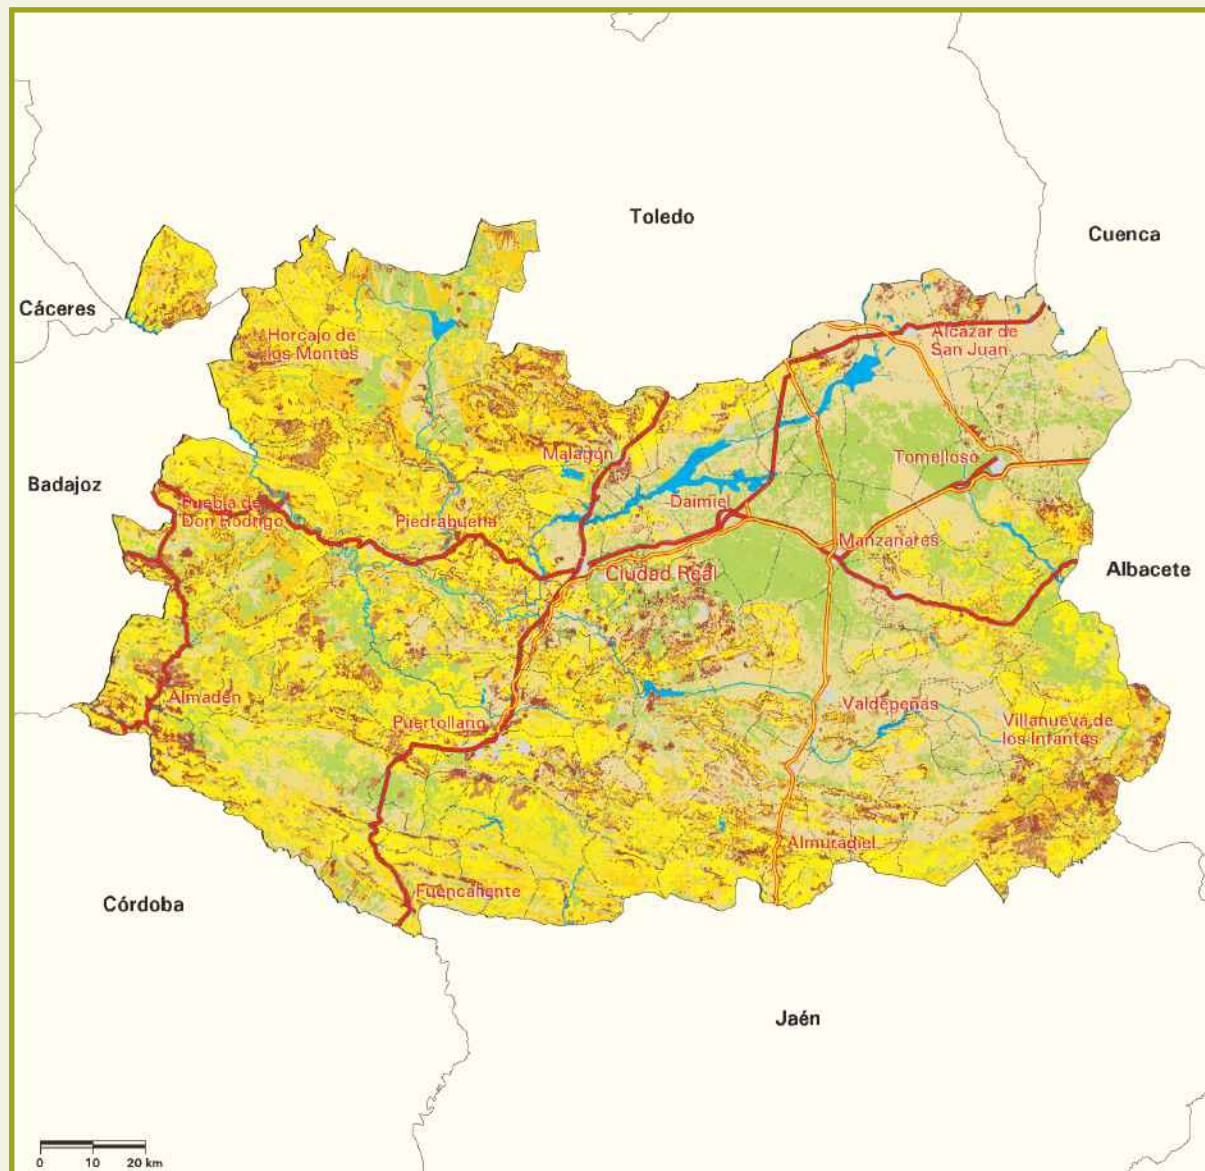 Toledo
Cuenca
Cáceres
Horcajo de
los Montes
Alcázar de
San Juan
Malagón
Tomelloso
Badajoz
Puebla de
Don Rodrigo
Piedrabuena
Daimiel
Manzanares
Ciudad Real
Albacete
Almadén
Puertollano
Valdepeñas
Villanueva de
los Infantes
Almuradiel
Fuencaliente
Córdoba
Jaén
0 10 20 km